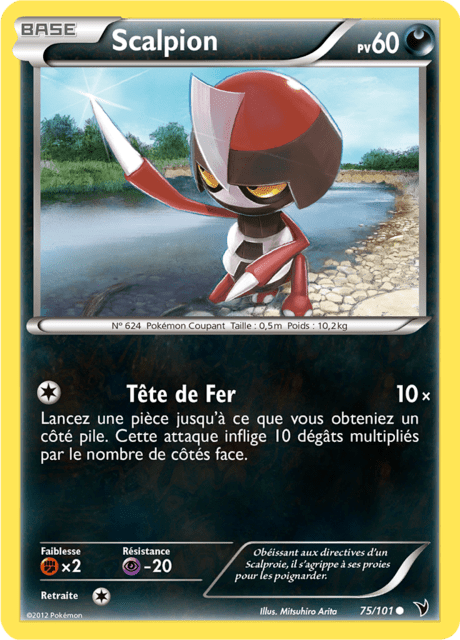 BASE
Scalpion
PV60
Nº 624 Pokémon Coupant Taille : 0,5m Poids : 10,2kg
Tête de Fer 10×
Lancez une pièce jusqu'à ce que vous obteniez un
côté pile. Cette attaque inflige 10 dégâts multipliés
par le nombre de côtés face.
Faiblesse
×2
Résistance
-20
Obéissant aux directives d'un
Scalproie, il s'agrippe à ses proies
pour les poignarder.
Retraite
Illus. Mitsuhiro Arita
75/101
©2012 Pokémon